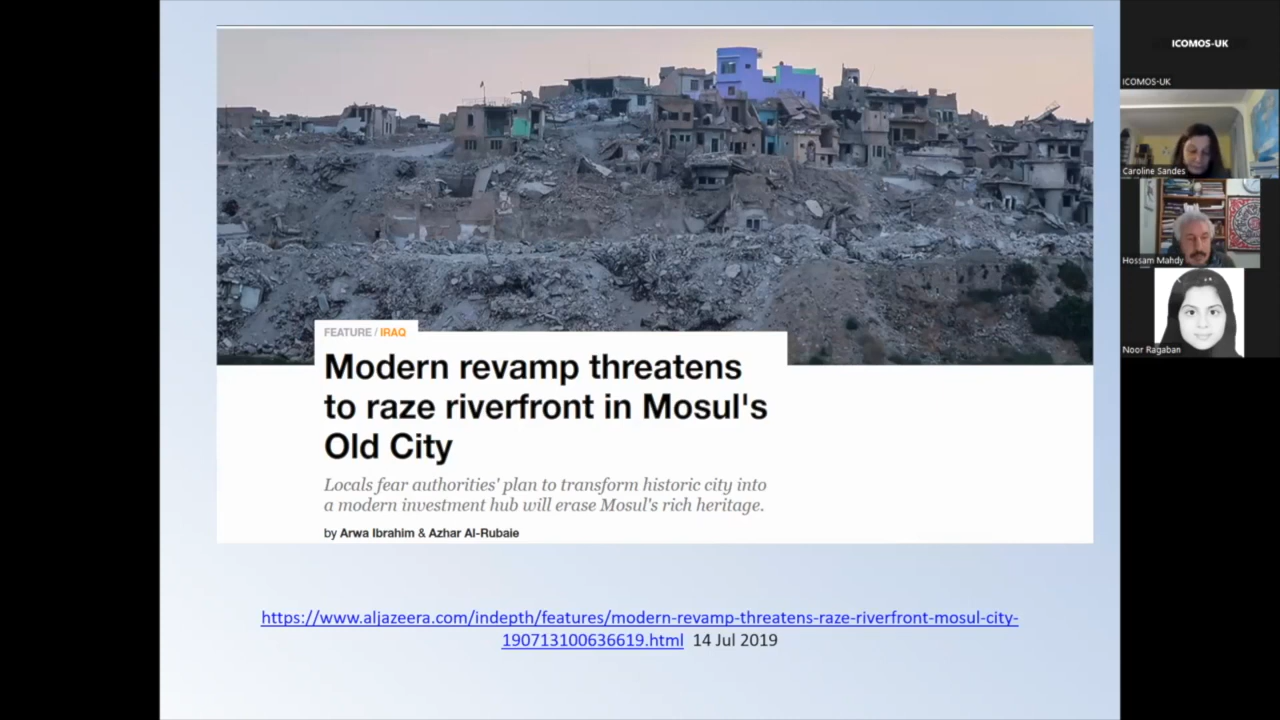 FEATURE / IRAQ
Modern revamp threatens
to raze riverfront in Mosul's
Old City
Locals fear authorities' plan to transform historic city into
a modern investment hub will erase Mosul's rich heritage.
by Arwa Ibrahim & Azhar Al-Rubaie
https://www.aljazeera.com/indepth/features/modern-revamp-threatens-raze-riverfront-mosul-city-
190713100636619.html 14 Jul 2019
ICOMOS-UK
ICOMOS-UK
Caroline Sandes
Hossam Mahdy
Noor Ragaban